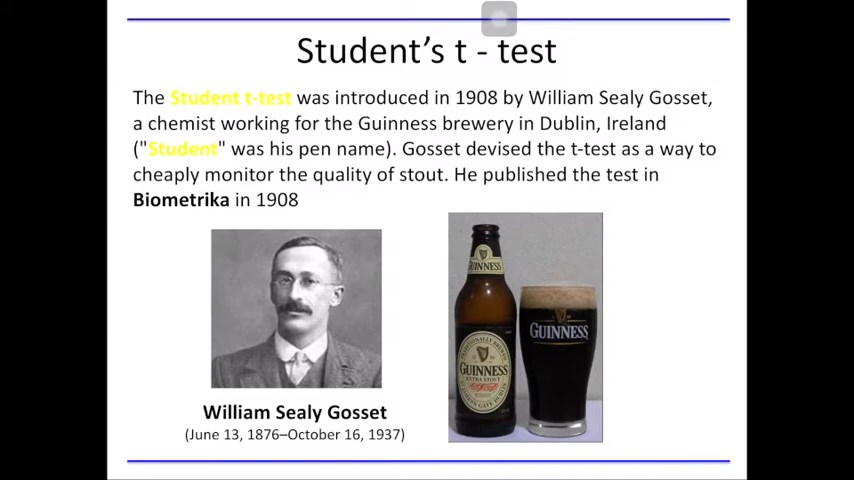 Student's t - test
The Student t-test was introduced in 1908 by William Sealy Gosset,
a chemist working for the Guinness brewery in Dublin, Ireland
("Student" was his pen name). Gosset devised the t-test as a way to
cheaply monitor the quality of stout. He published the test in
Biometrika in 1908
GUINNESS
GUINNESS
EXTRA STOUT
GUINNESS
William Sealy Gosset
(June 13, 1876–October 16, 1937)